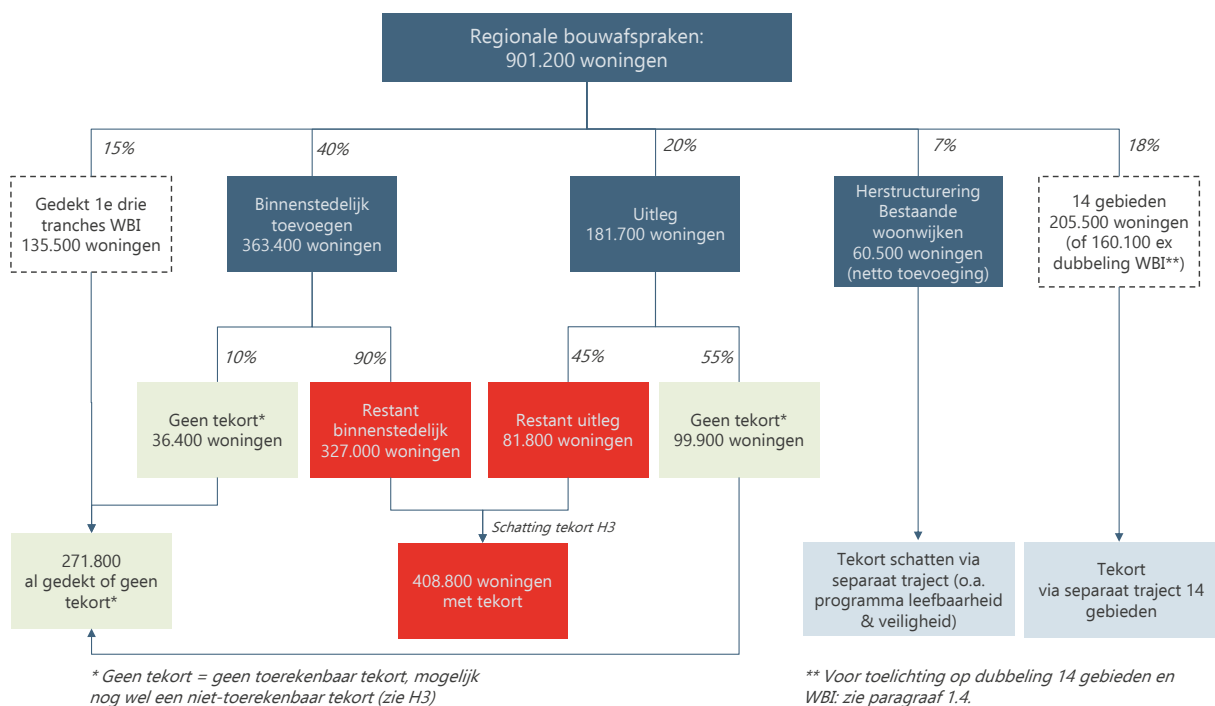 Regionale bouwafspraken:
901.200 woningen
15%
40%
20%
7%
18%
Gedekt 1e drie
tranches WBI
135.500 woningen
Binnenstedelijk
toevoegen
363.400 woningen
Uitleg
181.700 woningen
Herstructurering
Bestaande
woonwijken
60.500 woningen
(netto toevoeging)
14 gebieden
205.500 woningen
(of 160.100 ex
dubbeling WBI**)
10%
90%
45%
55%
Geen tekort*
36.400 woningen
Restant
binnenstedelijk
327.000 woningen
Restant uitleg
81.800 woningen
Geen tekort*
99.900 woningen
Schatting tekort H3
271.800
al gedekt of geen
tekort*
408.800 woningen
met tekort
Tekort schatten via
separaat traject (o.a.
programma leefbaarheid
& veiligheid)
Tekort
via separaat traject 14
gebieden
* Geen tekort = geen toerekenbaar tekort, mogelijk
nog wel een niet-toerekenbaar tekort (zie H3)
** Voor toelichting op dubbeling 14 gebieden en
WBI: zie paragraaf 1.4.